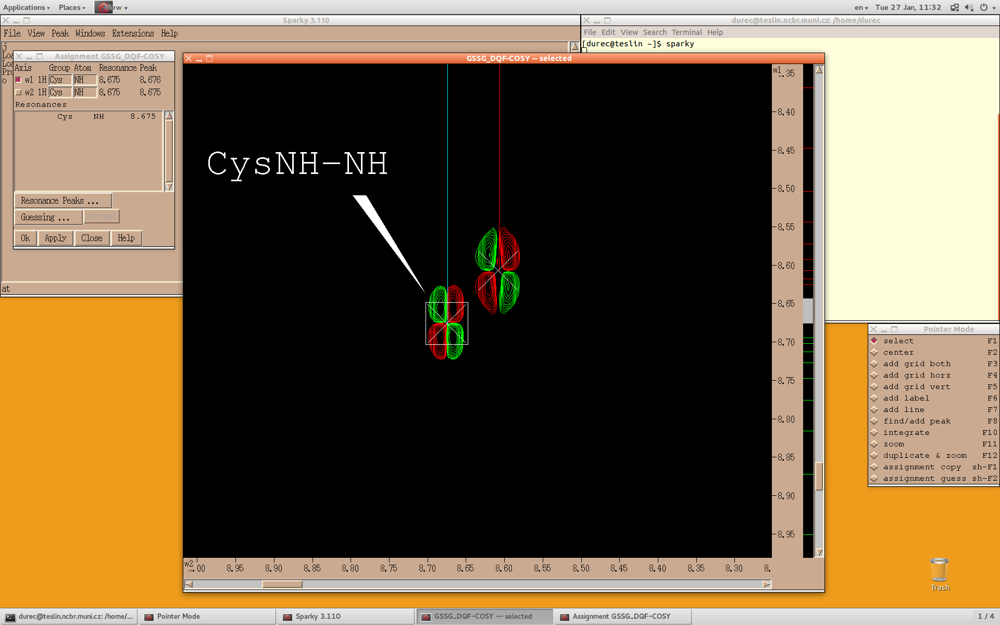 Applications Places View en Tue 27 Jan, 11:32
Sparky 3.110
File View Peak Windows Extensions Help
j
Loa
Loa
Pro
o
at
Assignment GSSG_DQF-COSY
Axis Group Atom Resonance Peak
w1 1H Cys NH 8.675 8.676
w2 1H Cys NH 8.675 8.675
Resonances
Cys NH 8.675
Resonance Peaks ...
Guessing ... Guesses
Ok Apply Close Help
GSSG_DQF-COSY -- selected
CysNH-NH
w1
.35
8.40
8.45
8.50
8.55
8.60
8.65
8.70
8.75
8.80
8.85
8.90
8.95
w2 .00 8.95 8.90 8.85 8.80 8.75 8.70 8.65 8.60 8.55 8.50 8.45 8.40 8.35 8.30 8.
durec@teslin.ncbr.muni.cz: /home/durec
File Edit View Search Terminal Help
[durec@teslin ~]$ sparky
Pointer Mode
select F1
center F2
add grid both F3
add grid horz F4
add grid vert F5
add label F6
add line F7
find/add peak F8
integrate F10
zoom F11
duplicate & zoom F12
assignment copy sh-F1
assignment guess sh-F2
Trash
durec@teslin.ncbr.muni.cz: /home/... Pointer Mode Sparky 3.110 GSSG_DQF-COSY -- selected Assignment GSSG_DQF-COSY 1 / 4